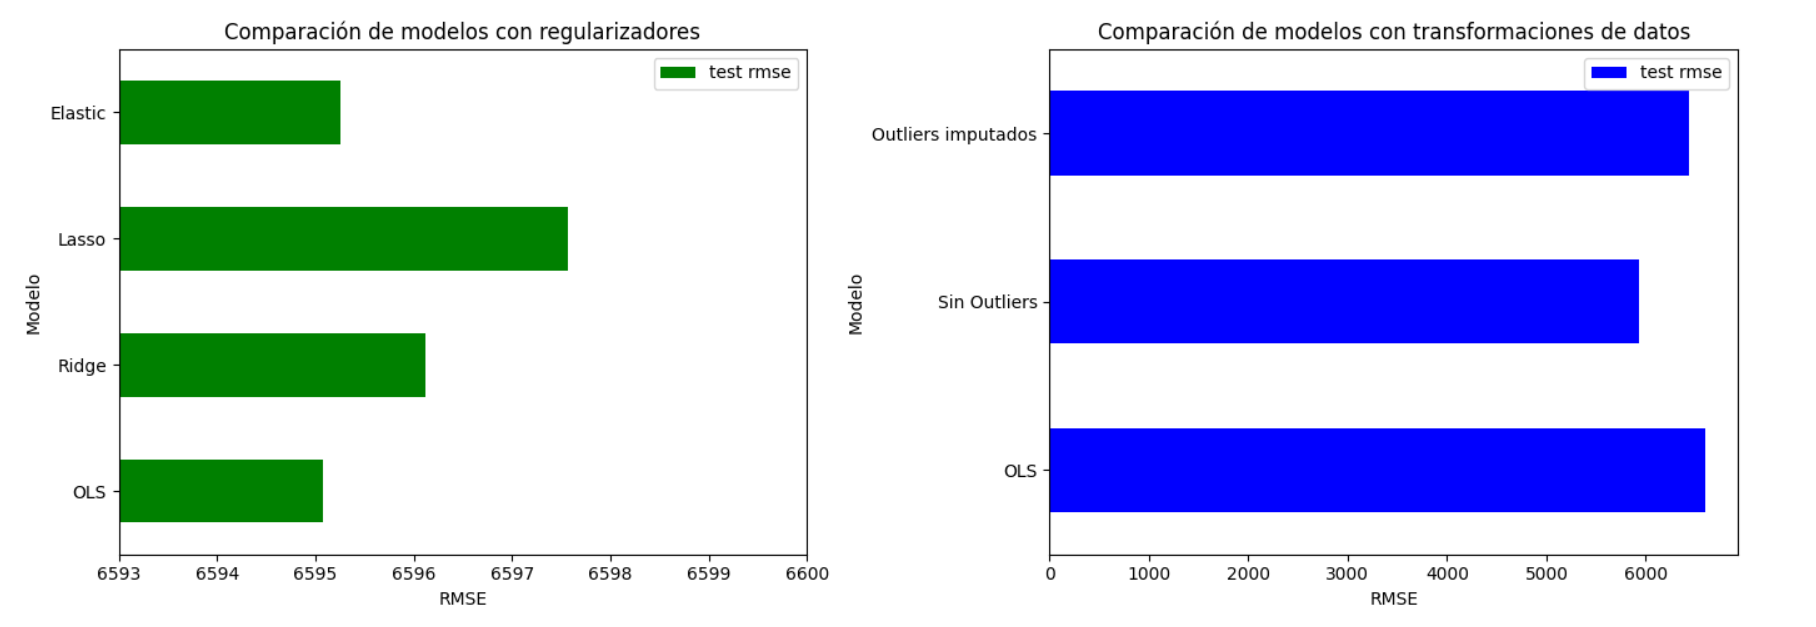 Comparación de modelos con regularizadores
test rmse
Elastic
Lasso
Ridge
OLS
Modelo
6593 6594 6595 6596 6597 6598 6599 6600
RMSE
Comparación de modelos con transformaciones de datos
test rmse
Outliers imputados
Sin Outliers
OLS
Modelo
0 1000 2000 3000 4000 5000 6000
RMSE